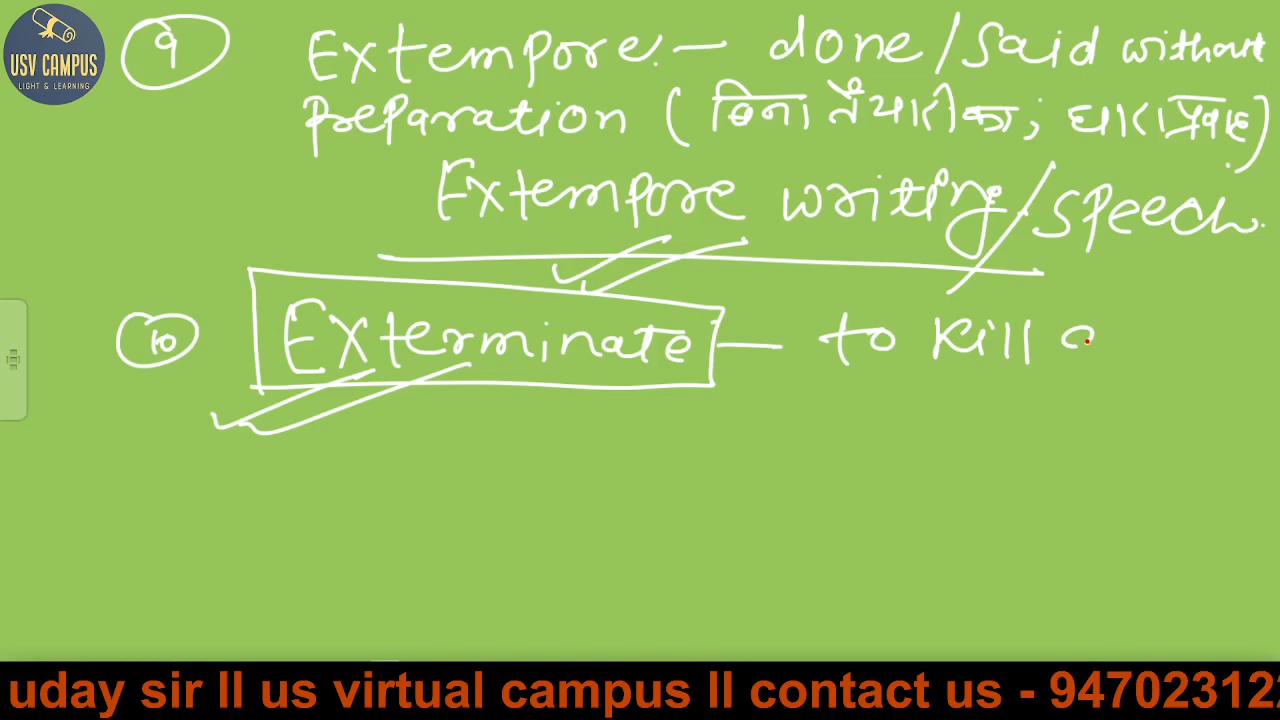 USV CAMPUS
LIGHT & LEARNING
9 Extempore - done/said without
preparation (बिना तैयारी का; धाराप्रवाह)
Extempore writing/speech.
10 Exterminate - to kill
uday sir ll us virtual campus ll contact us - 947023122